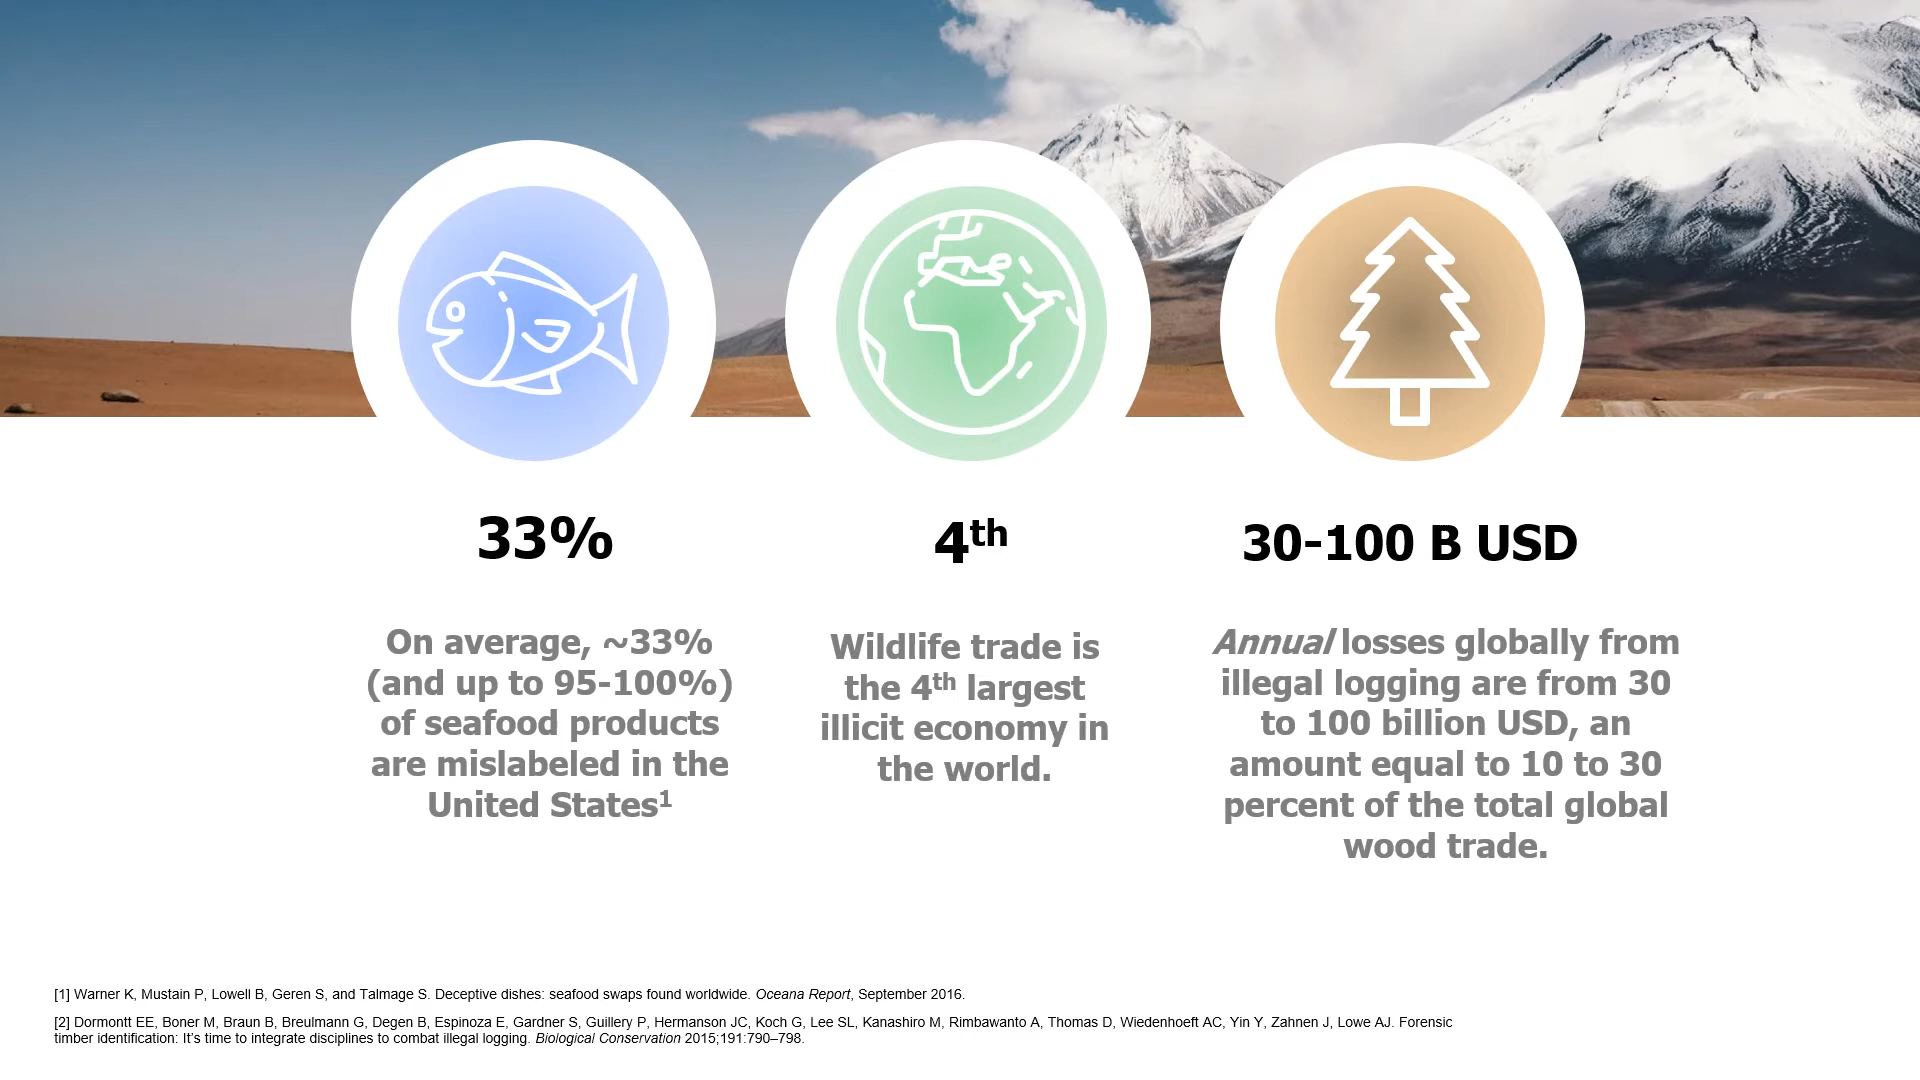 33%
On average, ~33%
(and up to 95-100%)
of seafood products
are mislabeled in the
United States¹
4th
Wildlife trade is
the 4th largest
illicit economy in
the world.
30-100 B USD
Annual losses globally from
illegal logging are from 30
to 100 billion USD, an
amount equal to 10 to 30
percent of the total global
wood trade.
[1] Warner K, Mustain P, Lowell B, Geren S, and Talmage S. Deceptive dishes: seafood swaps found worldwide. Oceana Report, September 2016.
[2] Dormontt EE, Boner M, Braun B, Breulmann G, Degen B, Espinoza E, Gardner S, Guillery P, Hermanson JC, Koch G, Lee SL, Kanashiro M, Rimbawanto A, Thomas D, Wiedenhoeft AC, Yin Y, Zahnen J, Lowe AJ. Forensic
timber identification: It’s time to integrate disciplines to combat illegal logging. Biological Conservation 2015;191:790–798.